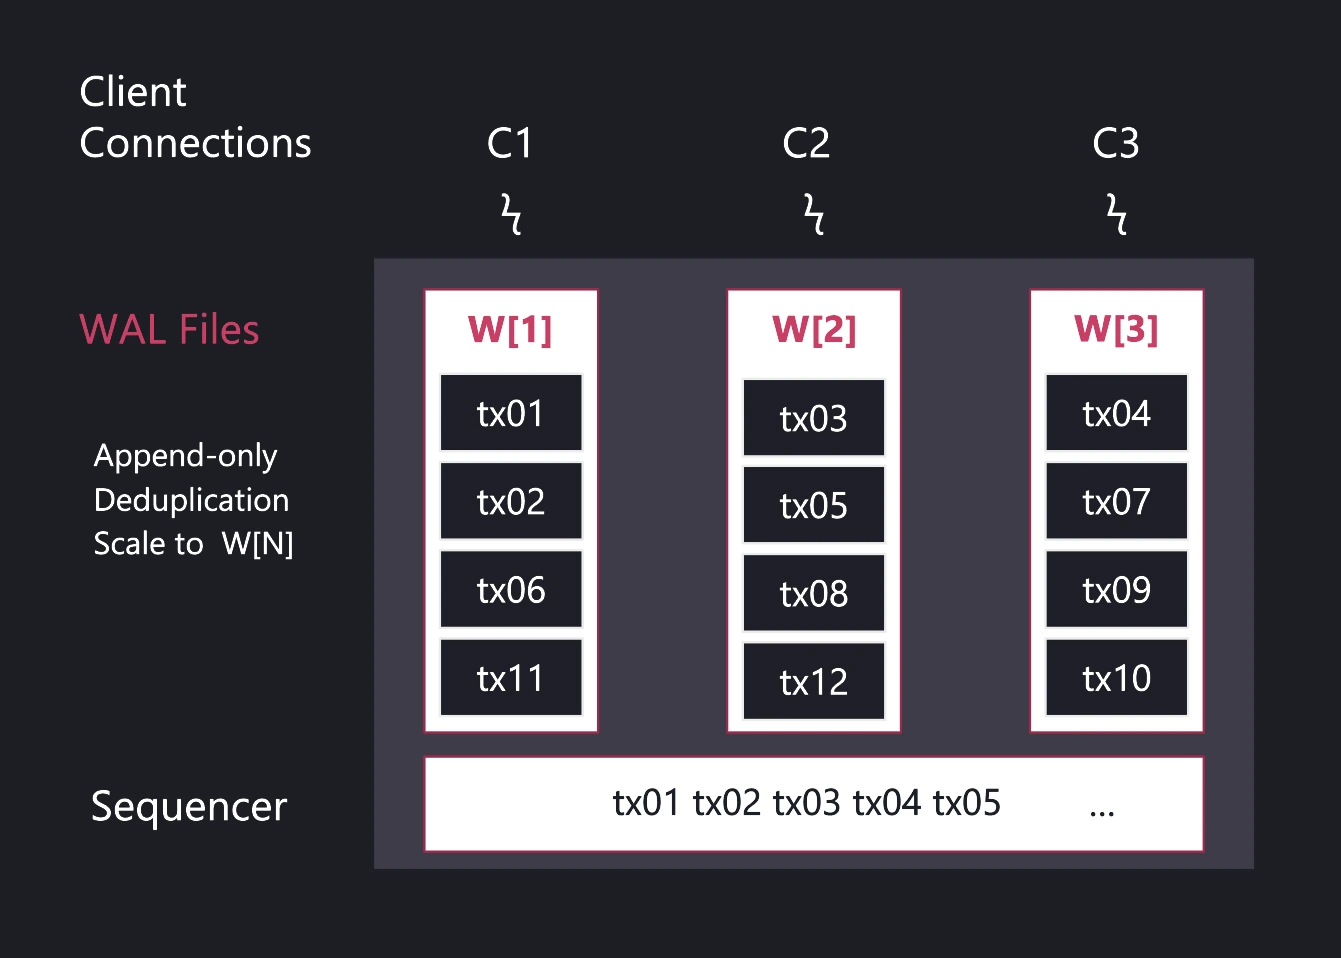 Client
Connections
C1
C2
C3
WAL Files
W[1]
W[2]
W[3]
Append-only
Deduplication
Scale to W[N]
tx01
tx02
tx06
tx11
tx03
tx05
tx08
tx12
tx04
tx07
tx09
tx10
Sequencer
tx01 tx02 tx03 tx04 tx05 ...